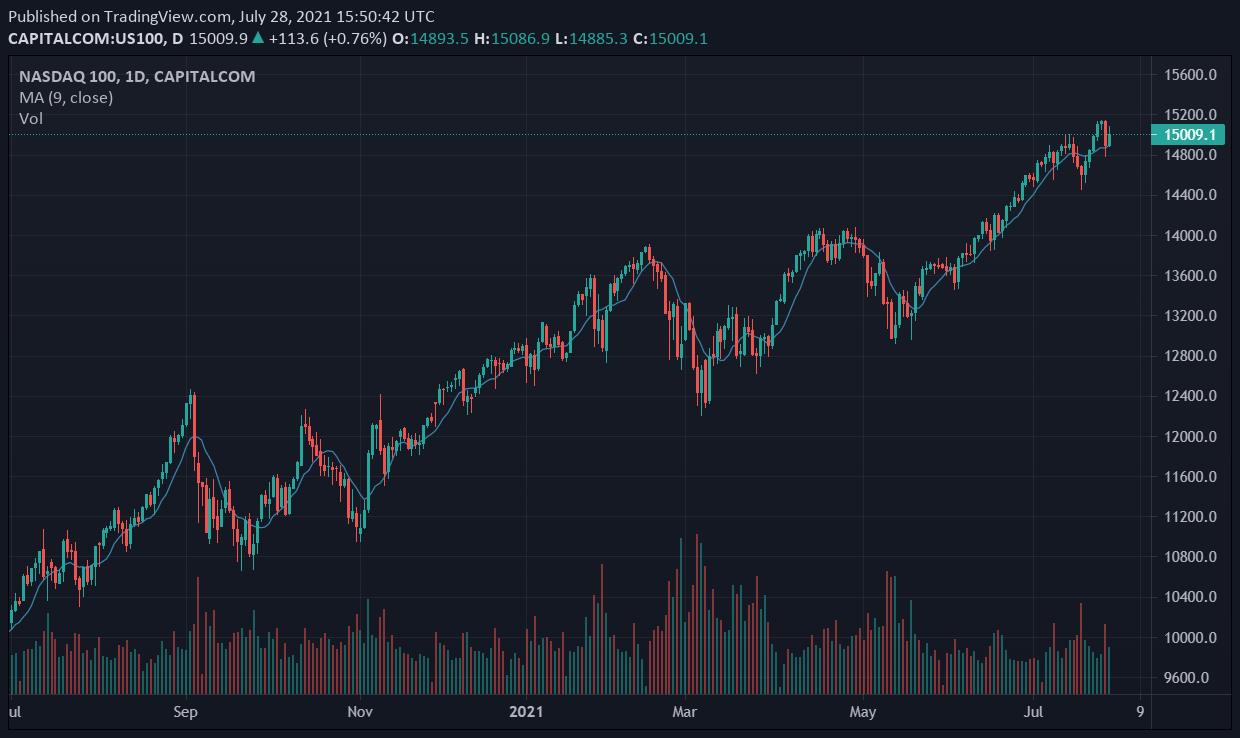 Published on TradingView.com, July 28, 2021 15:50:42 UTC
CAPITALCOM:US100, D 15009.9 ▲ +113.6 (+0.76%) O:14893.5 H:15086.9 L:14885.3 C:15009.1
NASDAQ 100, 1D, CAPITALCOM
MA (9, close)
Vol
15600.0
15200.0
15009.1
14800.0
14400.0
14000.0
13600.0
13200.0
12800.0
12400.0
12000.0
11600.0
11200.0
10800.0
10400.0
10000.0
9600.0
ul Sep Nov 2021 Mar May Jul 9